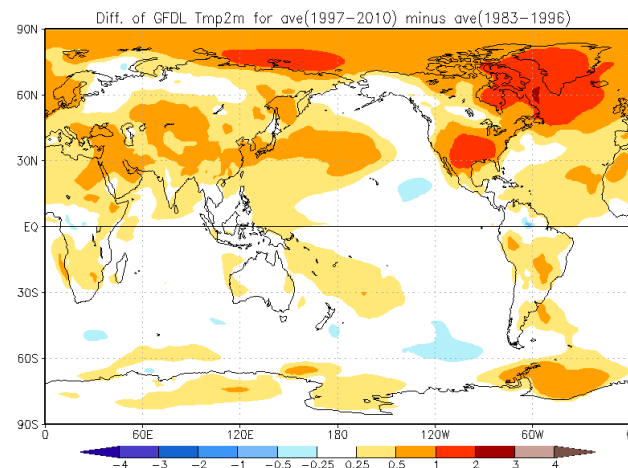 Diff. of GFDL Tmp2m for ave(1997-2010) minus ave(1983-1996)
90N
60N
30N
EQ
30S
60S
90S
0 60E 120E 180 120W 60W 0
-4 -3 -2 -1 -0.5 -0.25 0.25 0.5 1 2 3 4